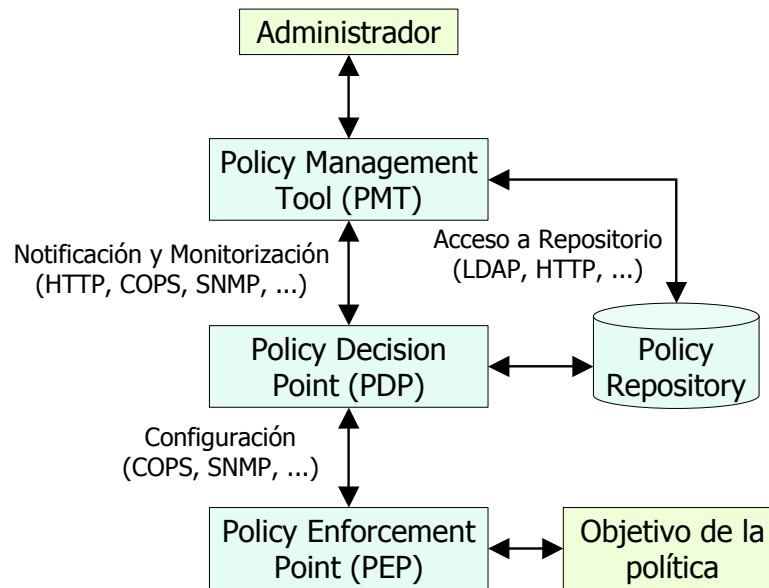 Administrador
Policy Management
Tool (PMT)
Notificación y Monitorización
(HTTP, COPS, SNMP, ...)
Acceso a Repositorio
(LDAP, HTTP, ...)
Policy Decision
Point (PDP)
Policy
Repository
Configuración
(COPS, SNMP, ...)
Policy Enforcement
Point (PEP)
Objetivo de la
política